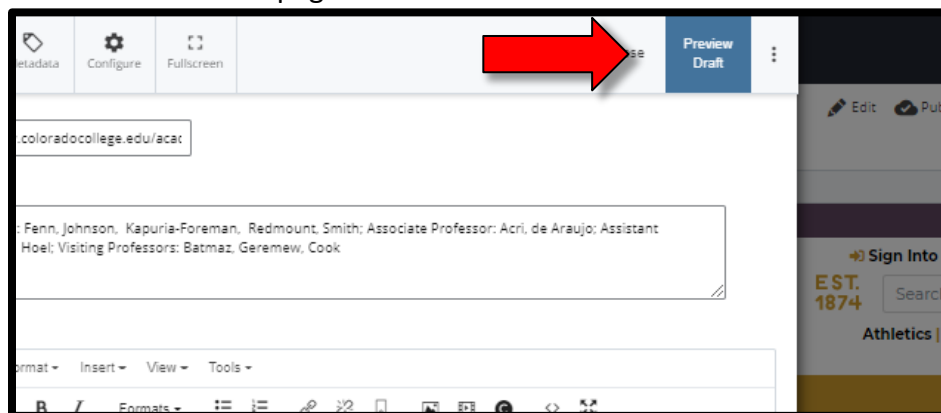 etadata
Configure
Fullscreen
se
Preview
Draft
Edit
Pub
.coloradocollege.edu/acac
: Fenn, Johnson, Kapuria-Foreman, Redmount, Smith; Associate Professor: Acri, de Araujo; Assistant
Hoel; Visiting Professors: Batmaz, Geremew, Cook
Sign Into
EST.
1874
Search
Athletics |
ormat
Insert
View
Tools
B I Formats